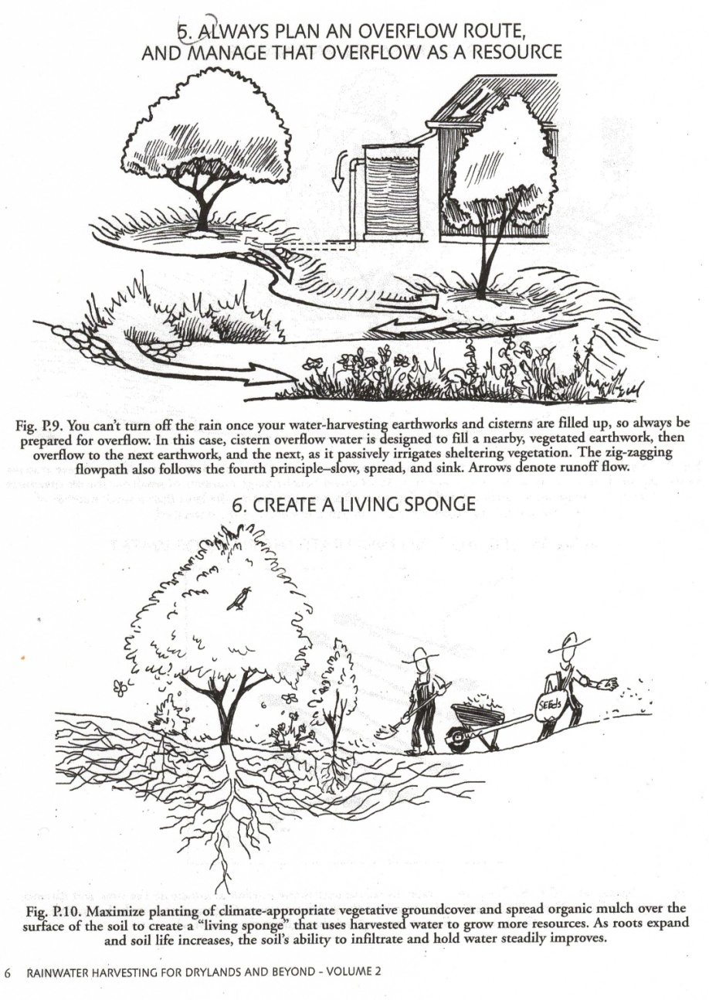 5. ALWAYS PLAN AN OVERFLOW ROUTE,
AND MANAGE THAT OVERFLOW AS A RESOURCE
Fig. P.9. You can't turn off the rain once your water-harvesting earthworks and cisterns are filled up, so always be
prepared for overflow. In this case, cistern overflow water is designed to fill a nearby, vegetated earthwork, then
overflow to the next earthwork, and the next, as it passively irrigates sheltering vegetation. The zig-zagging
flowpath also follows the fourth principle–slow, spread, and sink. Arrows denote runoff flow.
6. CREATE A LIVING SPONGE
SEEDS
Fig. P.10. Maximize planting of climate-appropriate vegetative groundcover and spread organic mulch over the
surface of the soil to create a “living sponge” that uses harvested water to grow more resources. As roots expand
and soil life increases, the soil's ability to infiltrate and hold water steadily improves.
6 RAINWATER HARVESTING FOR DRYLANDS AND BEYOND - VOLUME 2